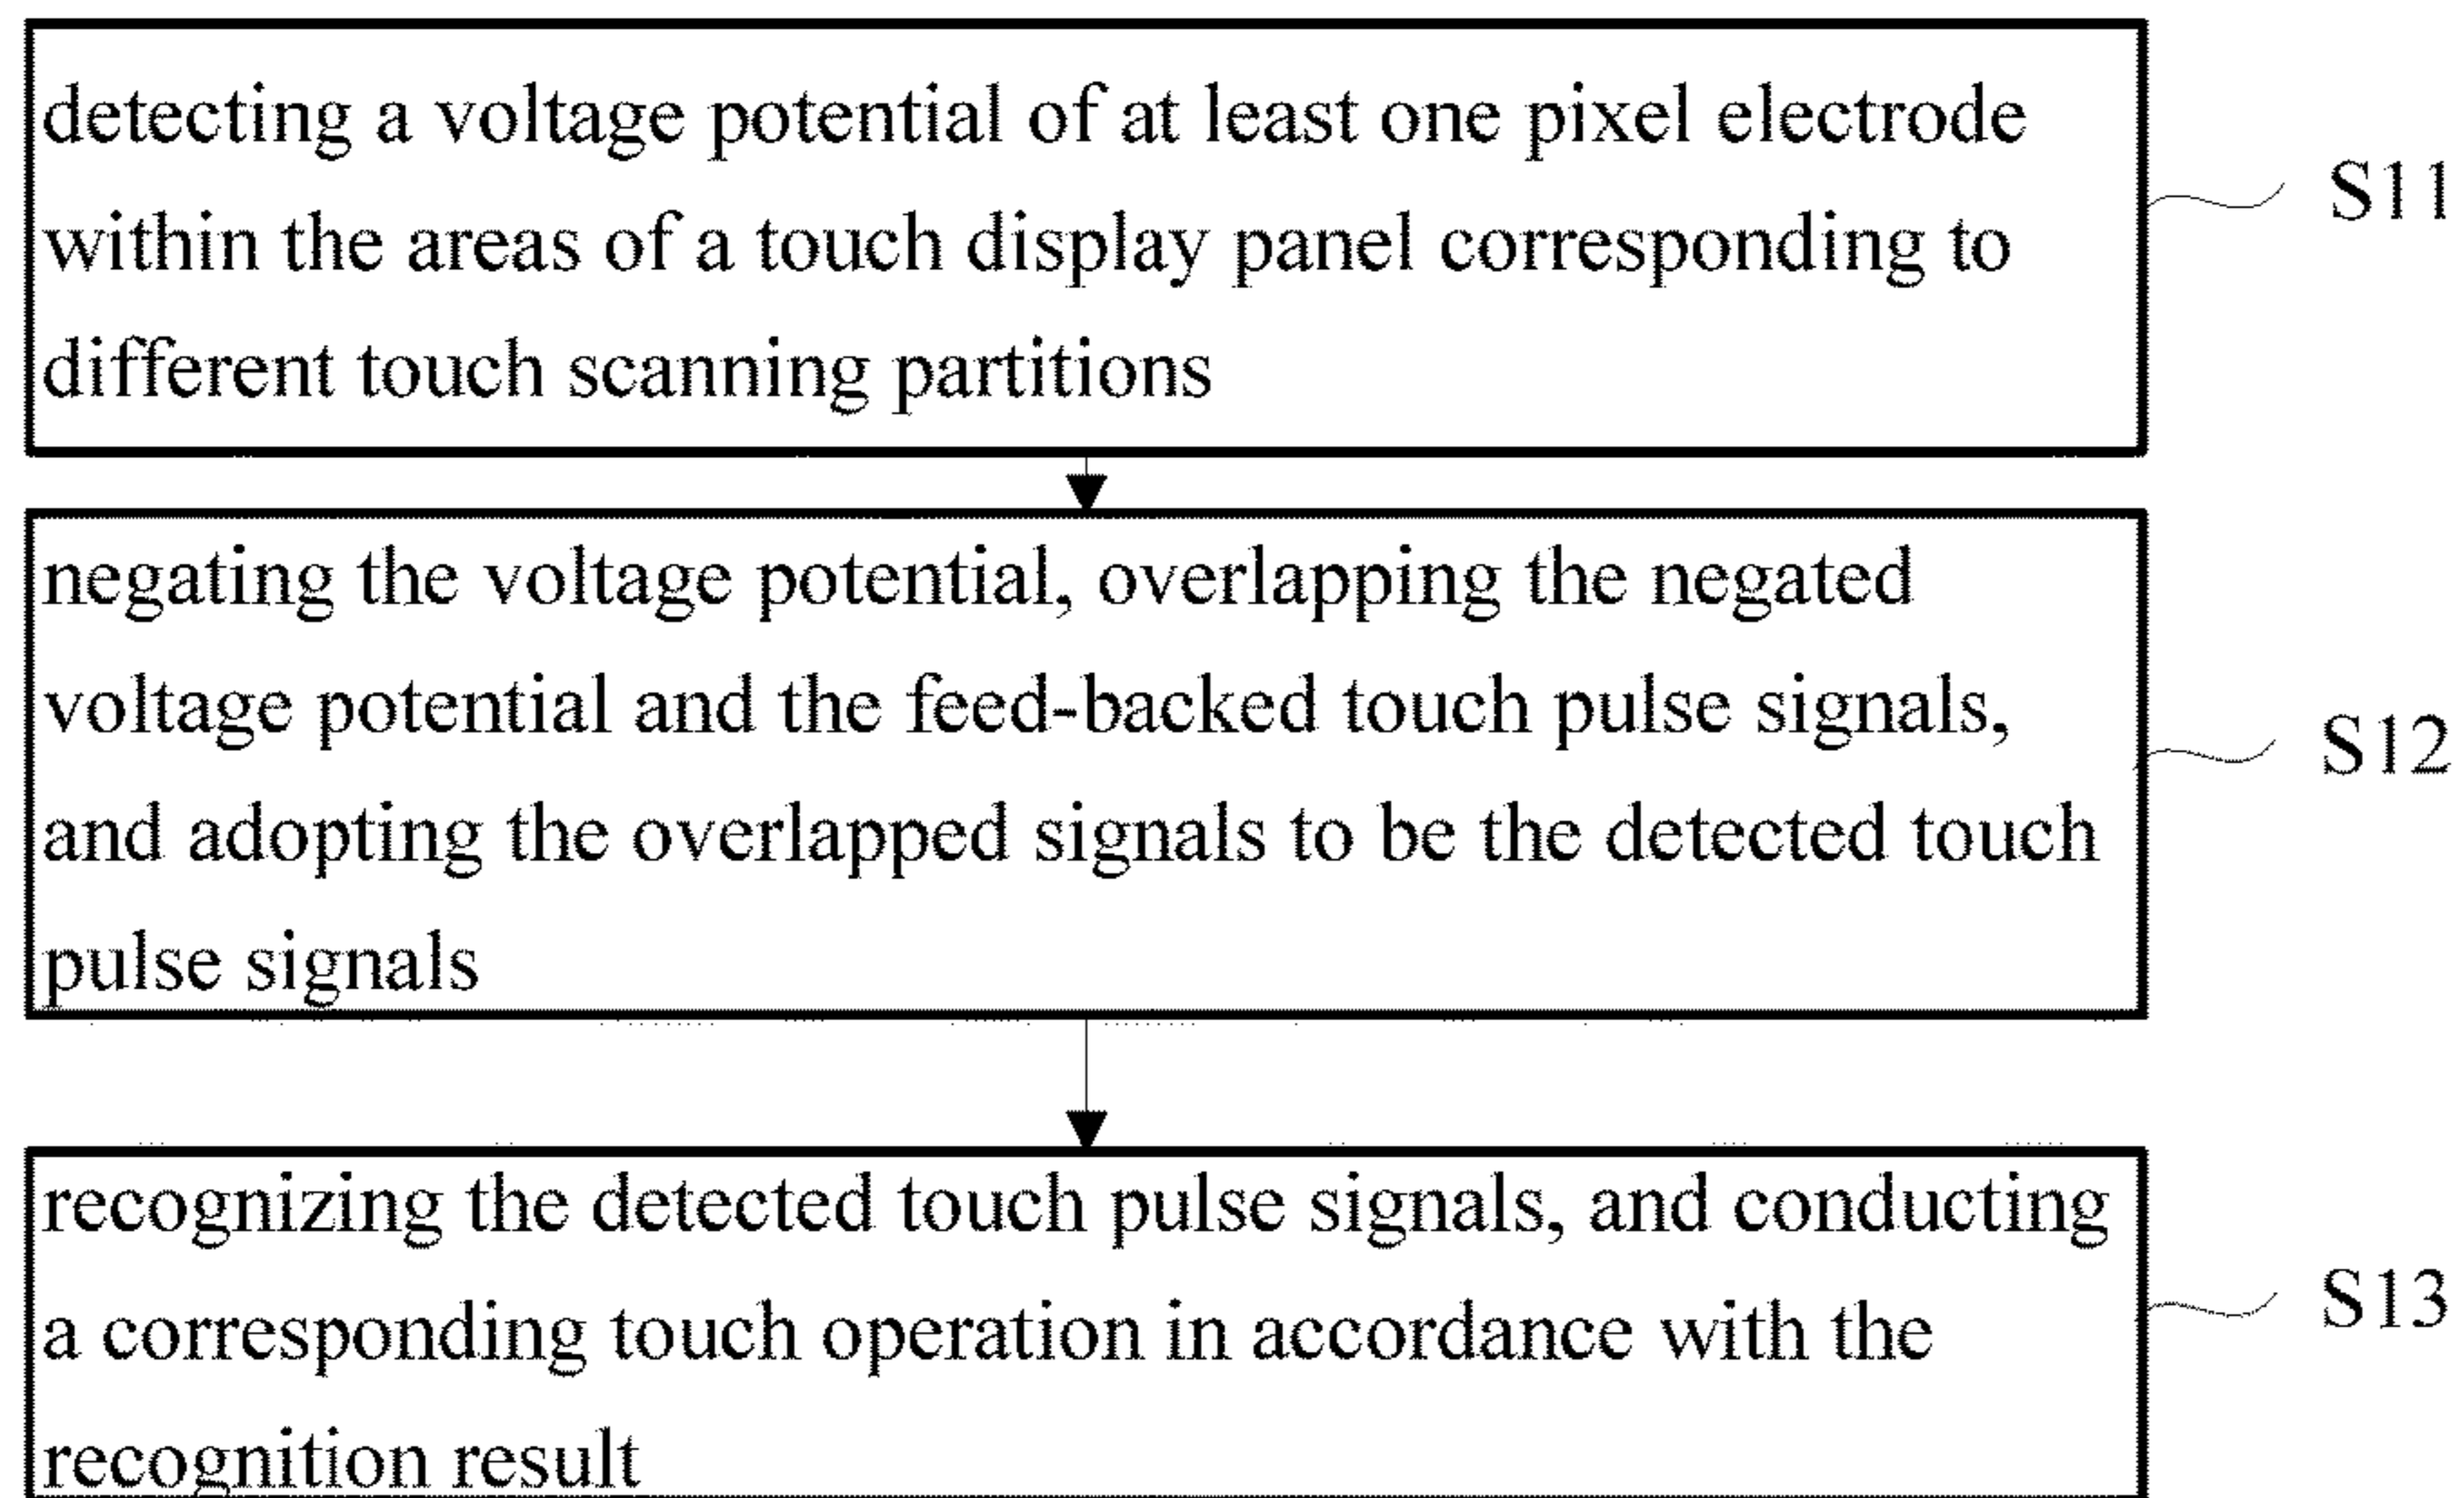 detecting a voltage potential of at least one pixel electrode
within the areas of a touch display panel corresponding to
different touch scanning partitions
S11
negating the voltage potential, overlapping the negated
voltage potential and the feed-backed touch pulse signals,
and adopting the overlapped signals to be the detected touch
pulse signals
S12
recognizing the detected touch pulse signals, and conducting
a corresponding touch operation in accordance with the
recognition result
S13